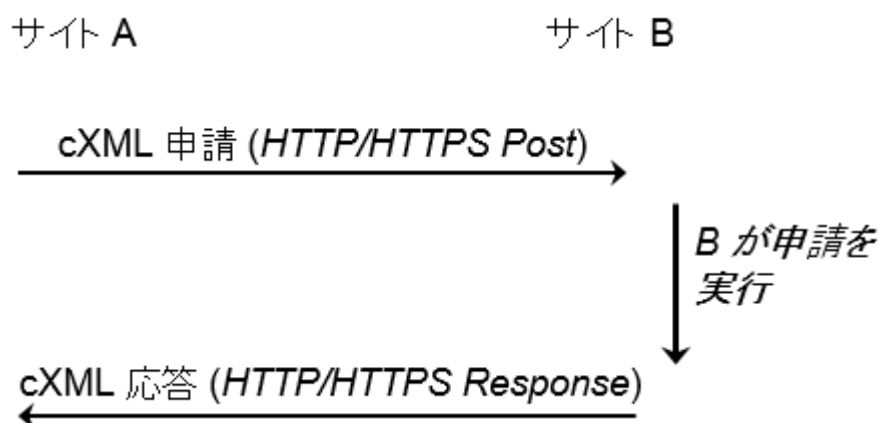 サイト A
サイト B
cXML 申請 (HTTP/HTTPS Post)
B が申請を
実行
cXML 応答 (HTTP/HTTPS Response)